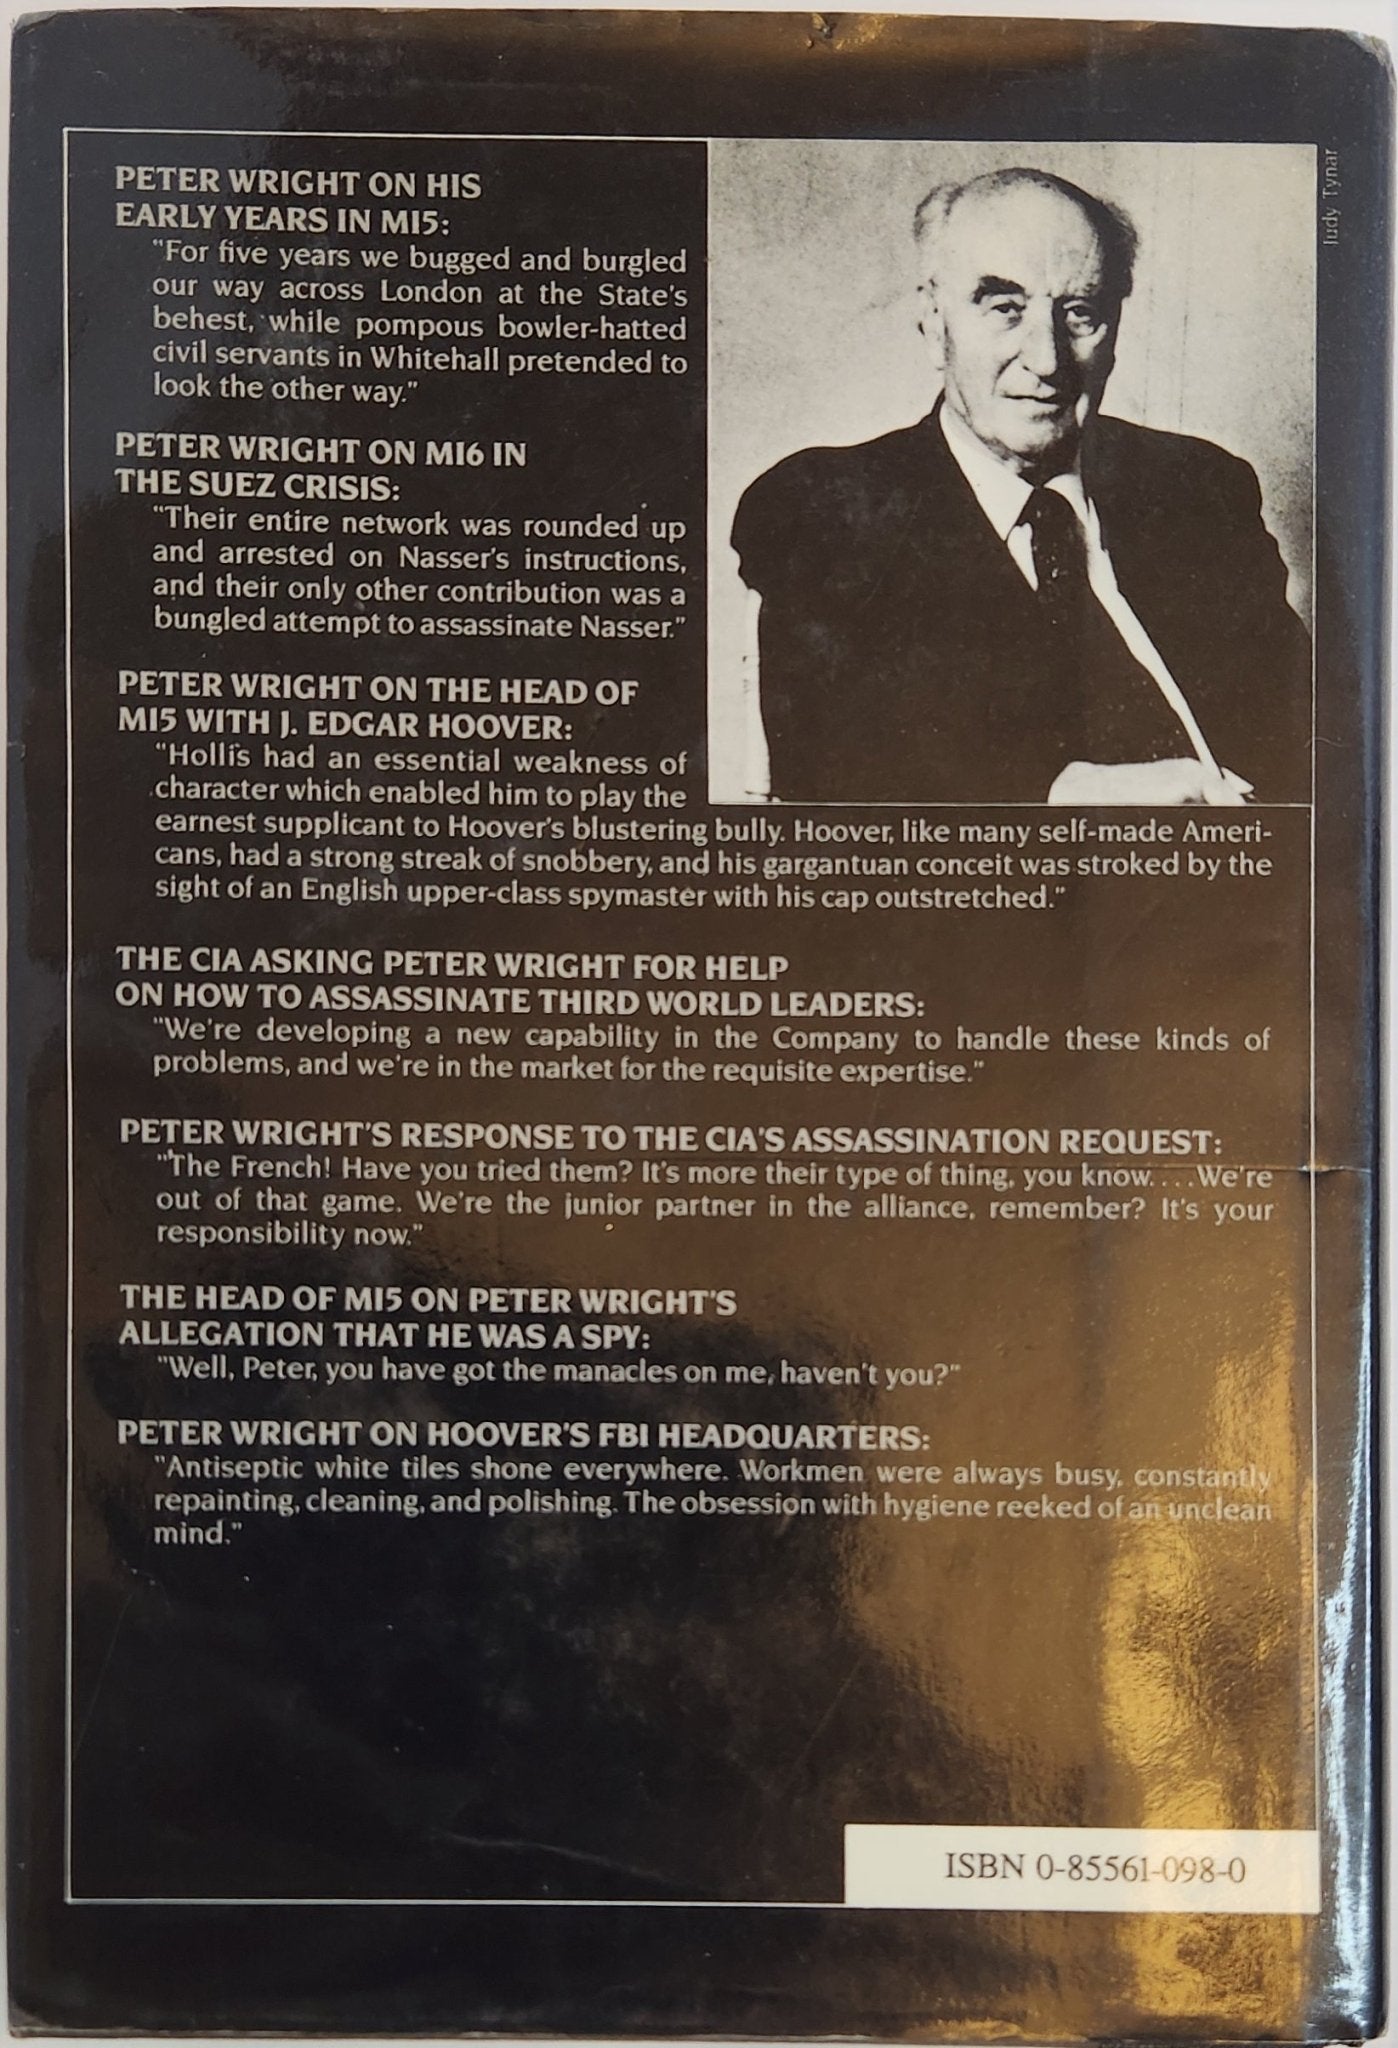 PETER WRIGHT ON HIS
EARLY YEARS IN MI5:
"For five years we bugged and burgled
our way across London at the State's
behest, while pompous bowler-hatted
civil servants in Whitehall pretended to
look the other way."
PETER WRIGHT ON MI6 IN
THE SUEZ CRISIS:
"Their entire network was rounded up
and arrested on Nasser's instructions,
and their only other contribution was a
bungled attempt to assassinate Nasser."
PETER WRIGHT ON THE HEAD OF
MI5 WITH J. EDGAR HOOVER:
"Hollis had an essential weakness of
character which enabled him to play the
earnest supplicant to Hoover's blustering bully. Hoover, like many self-made Ameri-
cans, had a strong streak of snobbery, and his gargantuan conceit was stroked by the
sight of an English upper-class spymaster with his cap outstretched."
THE CIA ASKING PETER WRIGHT FOR HELP
ON HOW TO ASSASSINATE THIRD WORLD LEADERS:
"We're developing a new capability in the Company to handle these kinds of
problems, and we're in the market for the requisite expertise."
PETER WRIGHT'S RESPONSE TO THE CIA'S ASSASSINATION REQUEST:
"The French! Have you tried them? It's more their type of thing, you know. . . . We're
out of that game. We're the junior partner in the alliance, remember? It's your
responsibility now."
THE HEAD OF MI5 ON PETER WRIGHT'S
ALLEGATION THAT HE WAS A SPY:
"Well, Peter, you have got the manacles on me, haven't you?"
PETER WRIGHT ON HOOVER'S FBI HEADQUARTERS:
"Antiseptic white tiles shone everywhere. Workmen were always busy, constantly
repainting, cleaning, and polishing. The obsession with hygiene reeked of an unclean
mind."
Judy Tynar
ISBN 0-85561-098-0